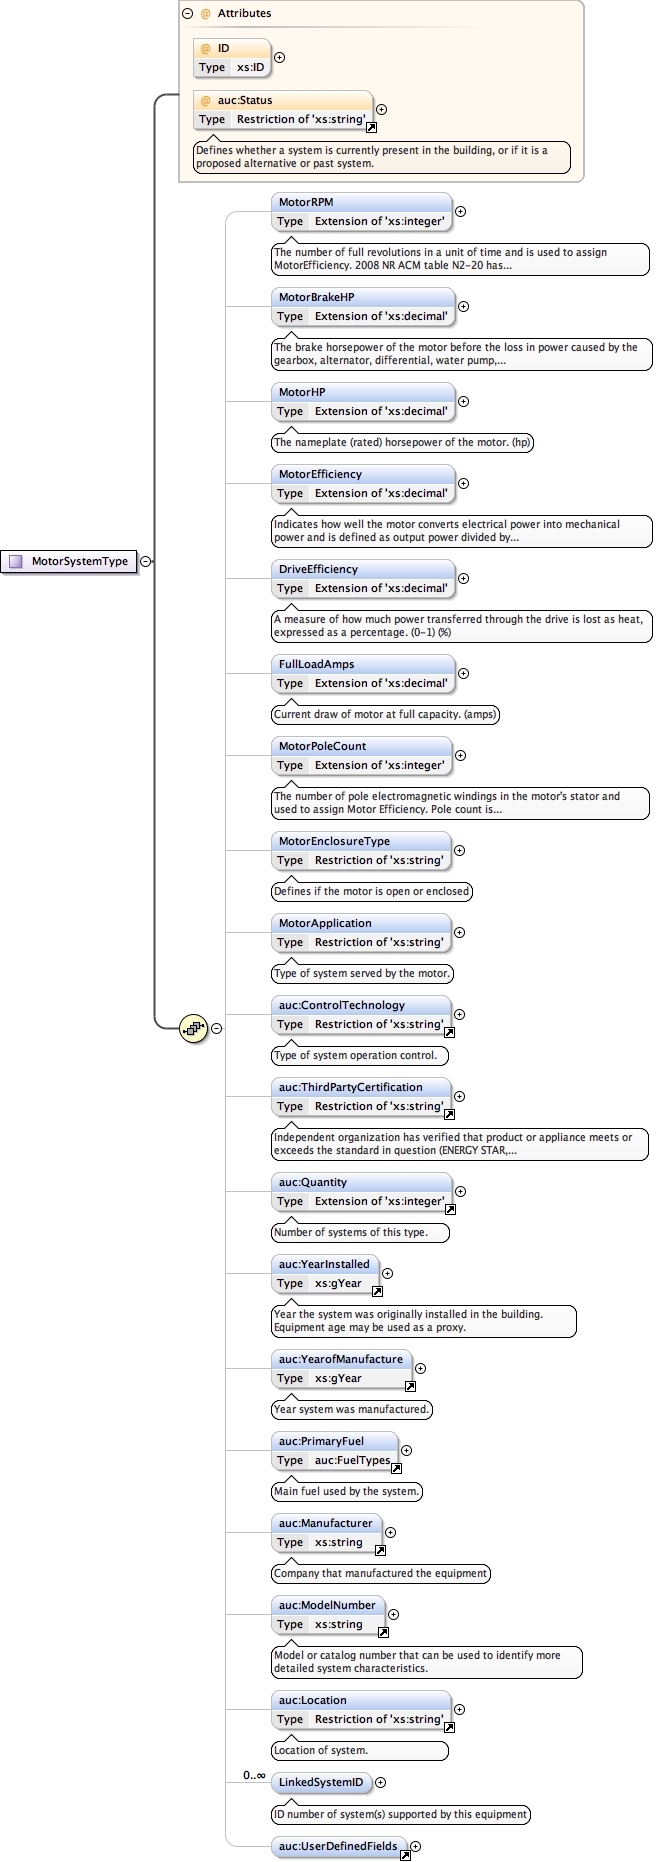 @ Attributes
@ ID
Type xs:ID
@ auc:Status
Type Restriction of 'xs:string'
Defines whether a system is currently present in the building, or if it is a
proposed alternative or past system.
MotorRPM
Type Extension of 'xs:integer'
The number of full revolutions in a unit of time and is used to assign
MotorEfficiency. 2008 NR ACM table N2-20 has...
MotorBrakeHP
Type Extension of 'xs:decimal'
The brake horsepower of the motor before the loss in power caused by the
gearbox, alternator, differential, water pump,...
MotorHP
Type Extension of 'xs:decimal'
The nameplate (rated) horsepower of the motor. (hp)
MotorEfficiency
Type Extension of 'xs:decimal'
Indicates how well the motor converts electrical power into mechanical
power and is defined as output power divided by...
MotorSystemType
DriveEfficiency
Type Extension of 'xs:decimal'
A measure of how much power transferred through the drive is lost as heat,
expressed as a percentage. (0-1) (%)
FullLoadAmps
Type Extension of 'xs:decimal'
Current draw of motor at full capacity. (amps)
MotorPoleCount
Type Extension of 'xs:integer'
The number of pole electromagnetic windings in the motor's stator and
used to assign Motor Efficiency. Pole count is...
MotorEnclosureType
Type Restriction of 'xs:string'
Defines if the motor is open or enclosed
MotorApplication
Type Restriction of 'xs:string'
Type of system served by the motor.
auc:ControlTechnology
Type Restriction of 'xs:string'
Type of system operation control.
auc:ThirdPartyCertification
Type Restriction of 'xs:string'
Independent organization has verified that product or appliance meets or
exceeds the standard in question (ENERGY STAR,...
auc:Quantity
Type Extension of 'xs:integer'
Number of systems of this type.
auc:YearInstalled
Type xs:gYear
Year the system was originally installed in the building.
Equipment age may be used as a proxy.
auc:YearofManufacture
Type xs:gYear
Year system was manufactured.
auc:PrimaryFuel
Type auc:FuelTypes
Main fuel used by the system.
auc:Manufacturer
Type xs:string
Company that manufactured the equipment
auc:ModelNumber
Type xs:string
Model or catalog number that can be used to identify more
detailed system characteristics.
auc:Location
Type Restriction of 'xs:string'
Location of system.
0..∞
LinkedSystemID
ID number of system(s) supported by this equipment
auc:UserDefinedFields